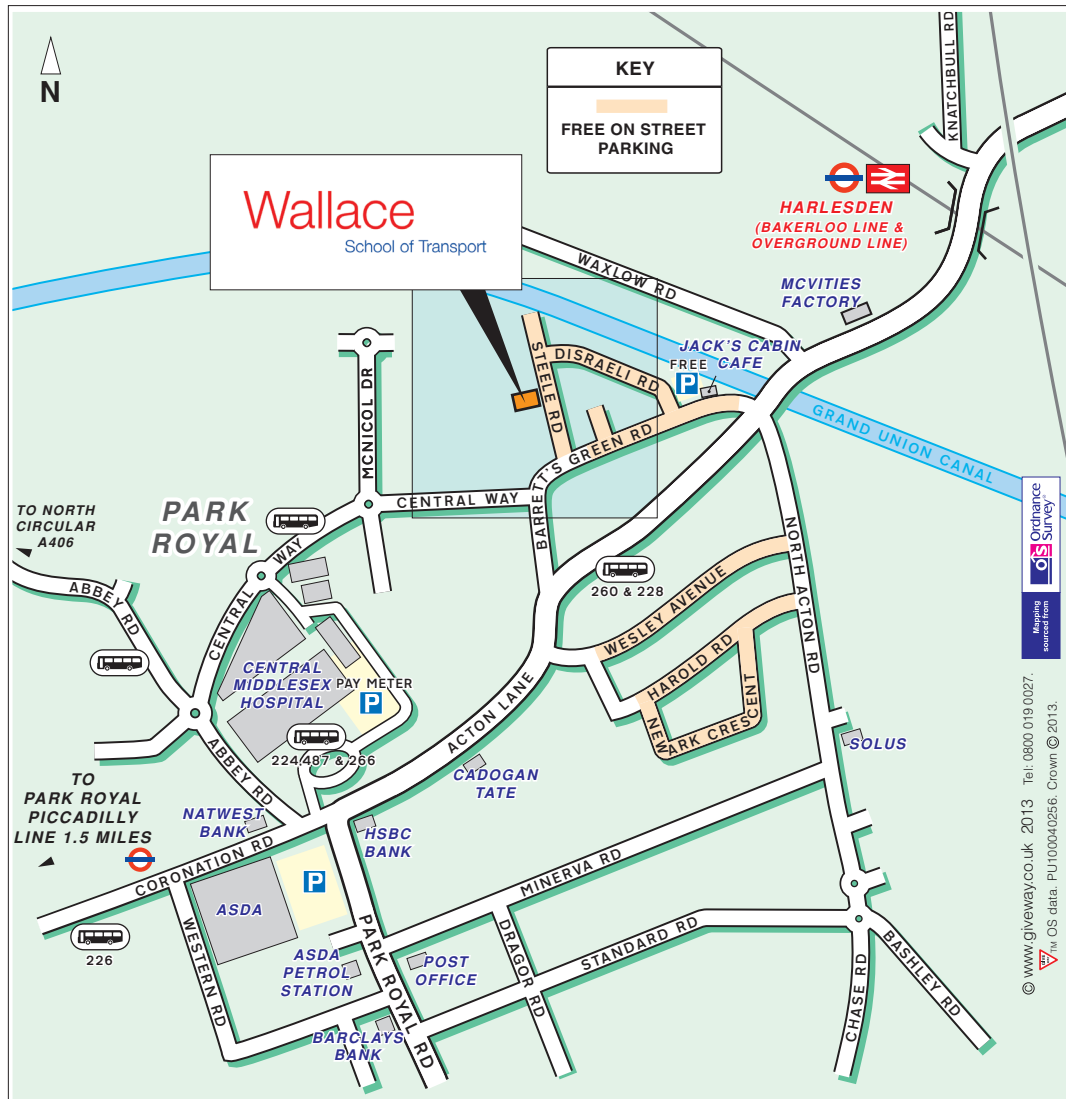 N
KEY
FREE ON STREET
PARKING
KNATCHBULL RD
Wallace
School of Transport
HARLESDEN
(BAKERLOO LINE &
OVERGROUND LINE)
WAXLOW RD
MCVITIES
FACTORY
JACK'S CABIN
CAFE
FREE
P
DISRAELI RD
STEELE RD
MCNICOL DR
BARRETT'S GREEN RD
GRAND UNION CANAL
CENTRAL WAY
PARK
ROYAL
TO NORTH
CIRCULAR
A406
ABBEY RD
CENTRAL WAY
260 & 228
WESLEY AVENUE
NORTH ACTON RD
HAROLD RD
NEWARK CRESCENT
CENTRAL
MIDDLESEX
HOSPITAL
PAY METER
P
ACTON LANE
224,487 & 266
ABBEY RD
CADOGAN
TATE
SOLUS
TO
PARK ROYAL
PICCADILLY
LINE 1.5 MILES
NATWEST
BANK
HSBC
BANK
CORONATION RD
MINERVA RD
P
ASDA
226
WESTERN RD
PARK ROYAL RD
DRAGOR RD
STANDARD RD
ASDA
PETROL
STATION
POST
OFFICE
BARCLAYS
BANK
CHASE RD
BASHLEY RD
Mapping
sourced from
OS Ordnance
Survey®
© www.giveway.co.uk 2013 Tel: 0800 019 0027.
TM OS data. PU100040256. Crown © 2013.